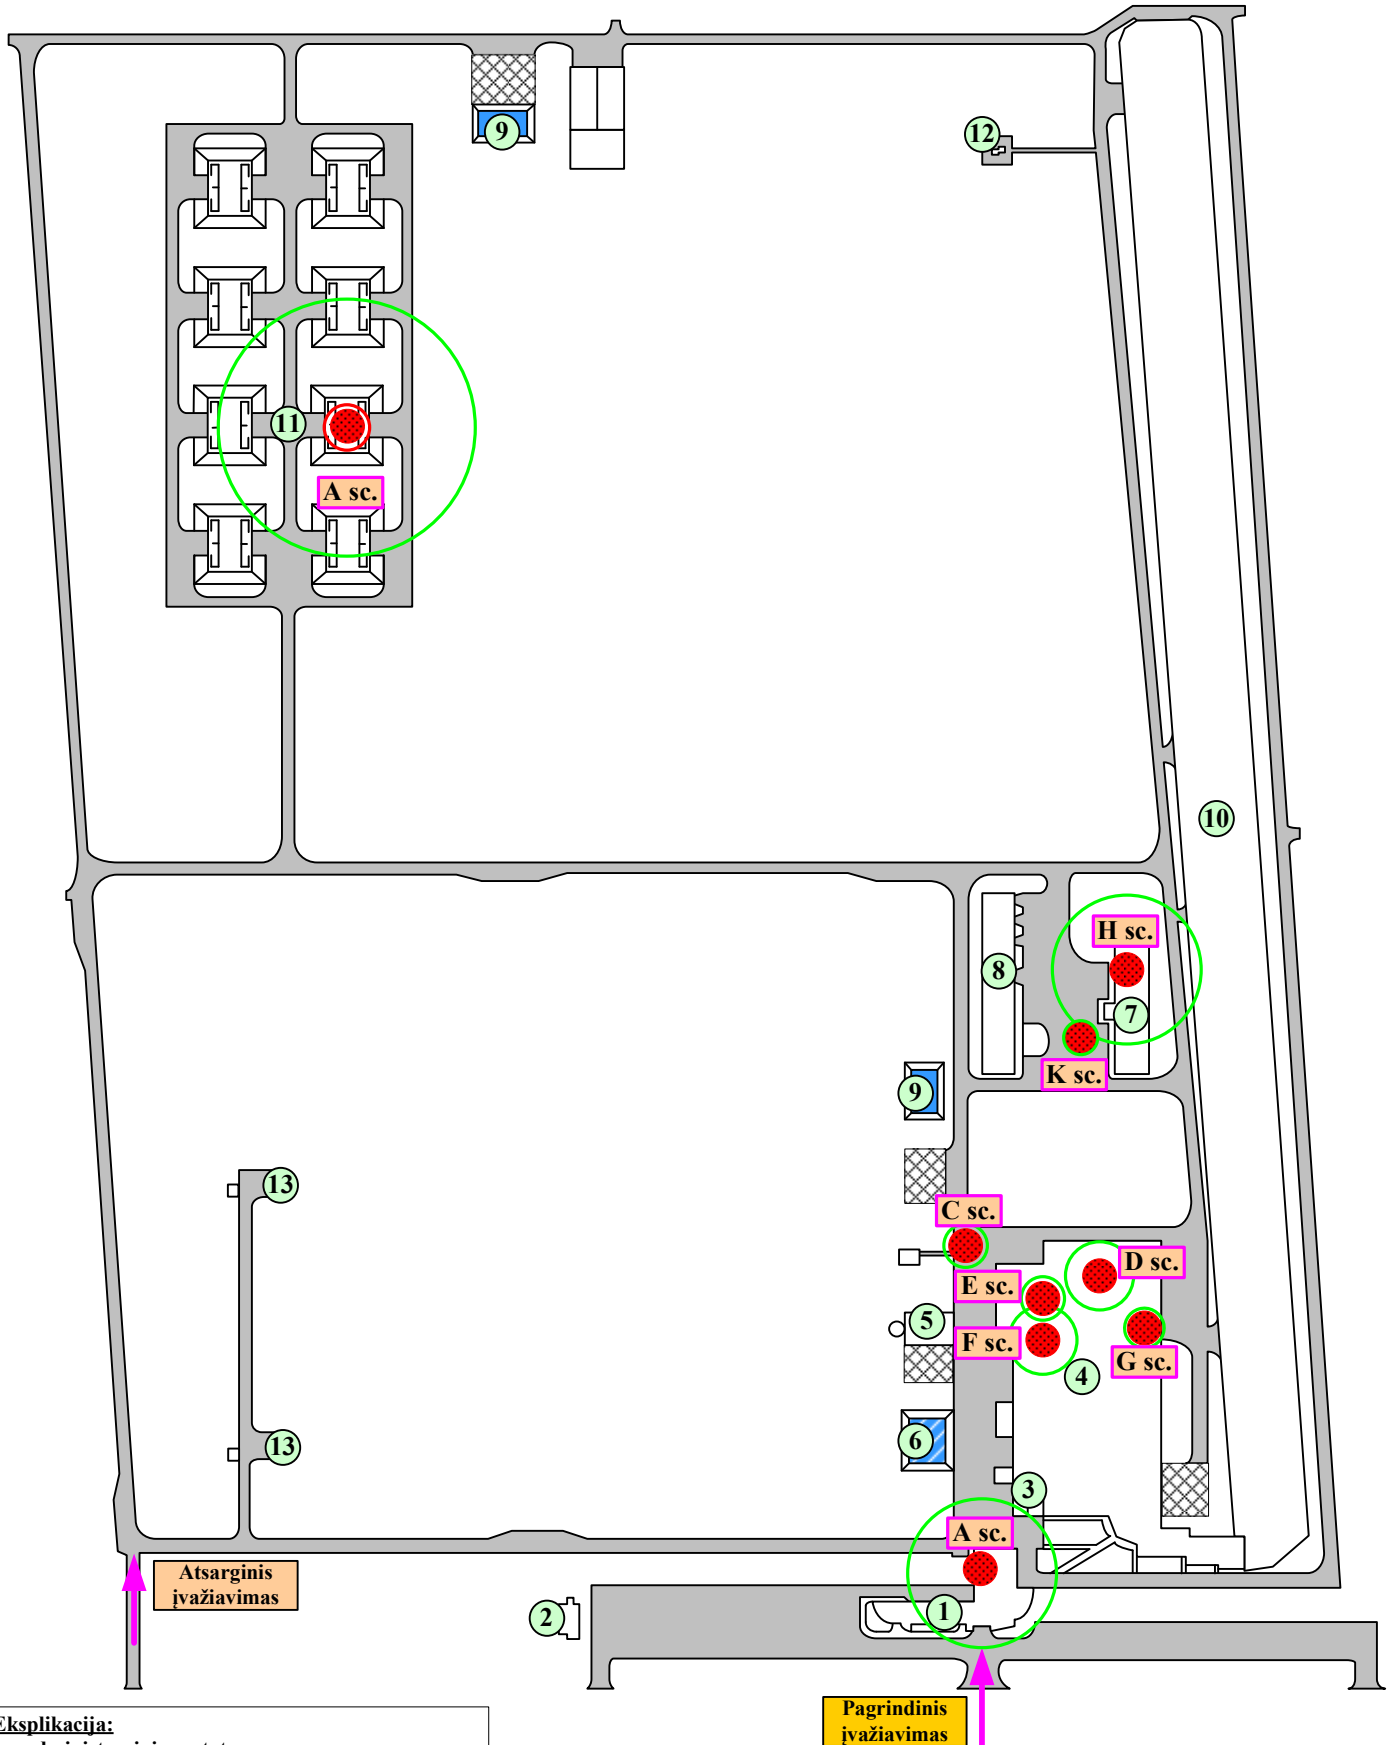 9
12
11
A sc.
10
H sc.
8
7
K sc.
9
13
C sc.
D sc.
E sc.
5
F sc.
G sc.
4
6
13
3
A sc.
Atsarginis
įvažiavimas
1
2
Pagrindinis
įvažiavimas
Eksplikacija: